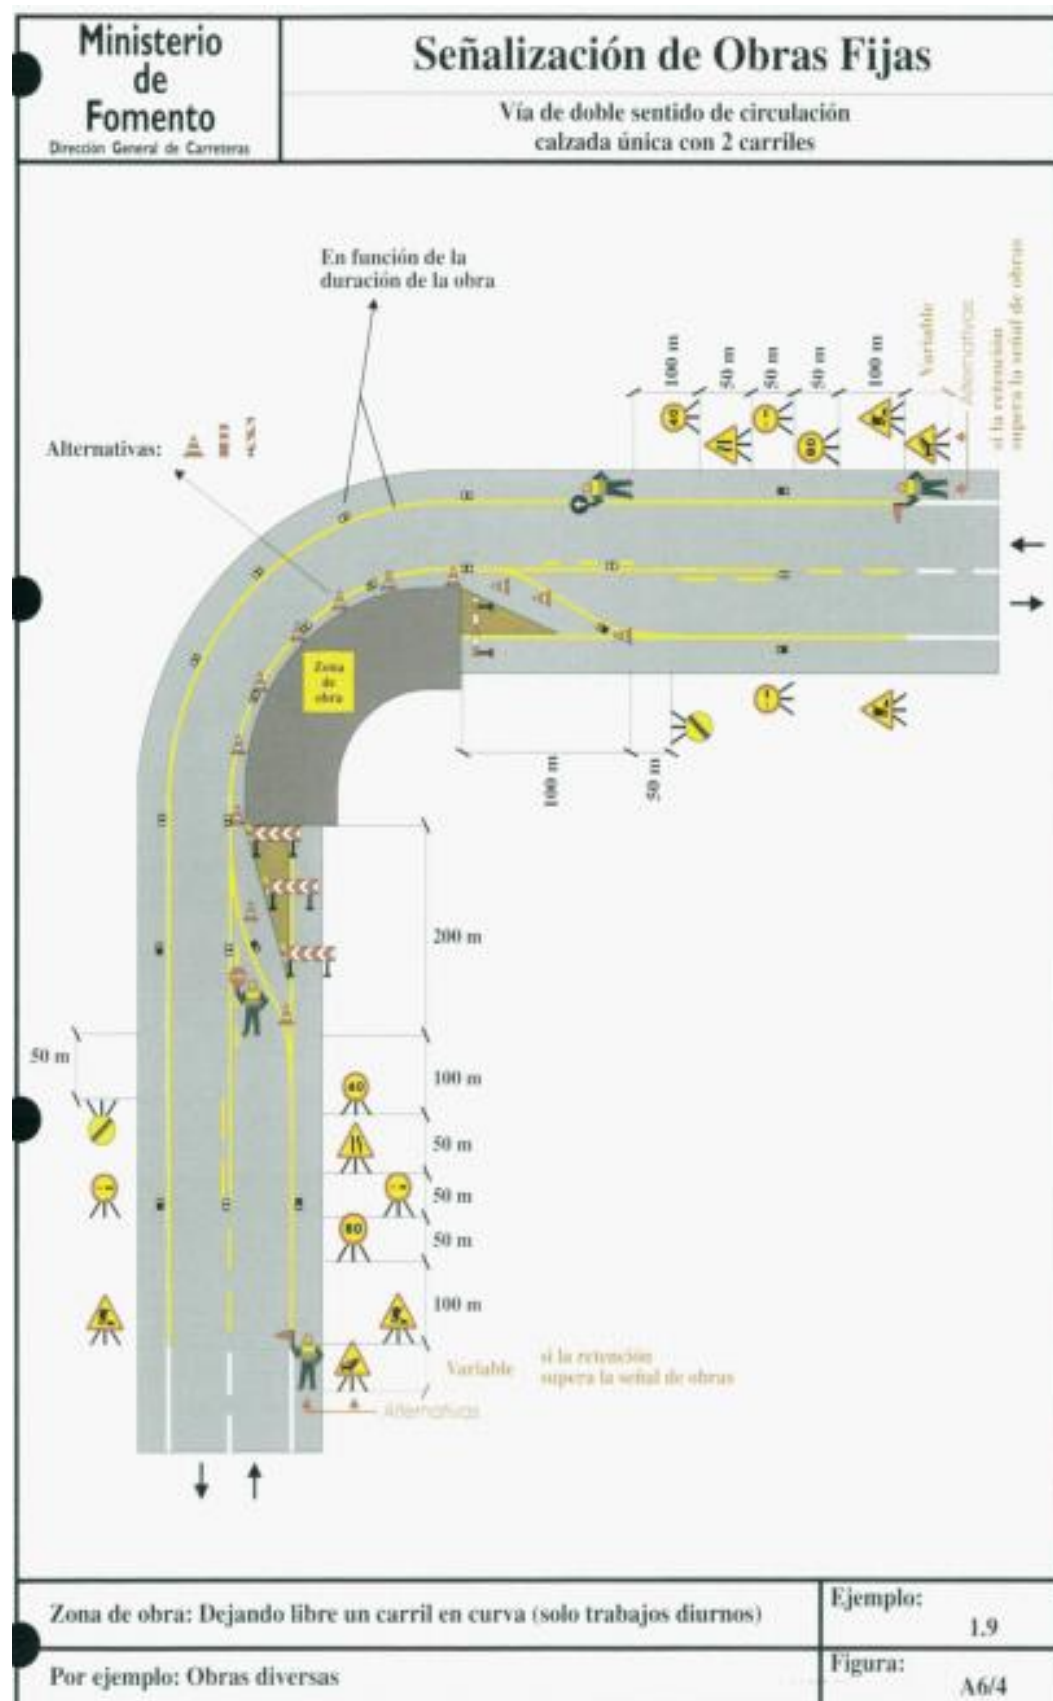 Ministerio
de
Fomento
Dirección General de Carreteras
Señalización de Obras Fijas
Vía de doble sentido de circulación
calzada única con 2 carriles
En función de la
duración de la obra
Alternativas:
100 m
50 m
50 m
50 m
100 m
Variable
Alternativas
si la retención
supera la señal de obras
40
60
Zona
de
obra
100 m
50 m
200 m
50 m
100 m
40
50 m
50 m
60
50 m
100 m
Variable
si la retención
supera la señal de obras
Alternativas
Zona de obra: Dejando libre un carril en curva (solo trabajos diurnos)
Ejemplo:
1.9
Por ejemplo: Obras diversas
Figura:
A6/4